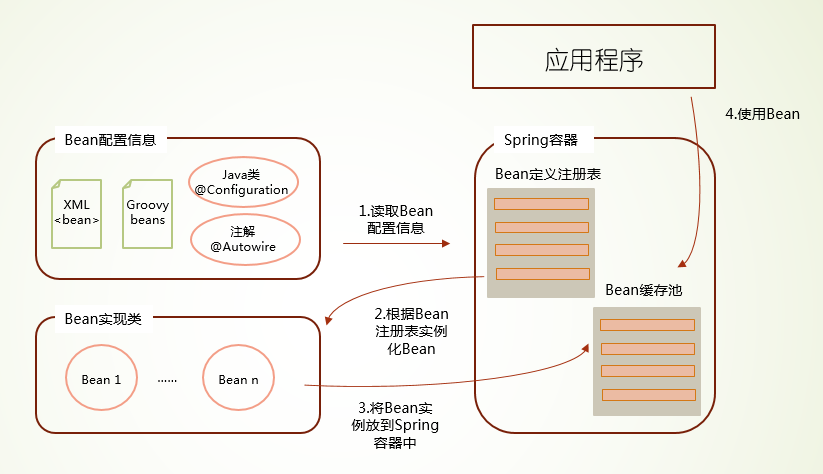 应用程序
4.使用Bean
Bean配置信息
XML
<bean>
Groovy
beans
Java类
@Configuration
注解
@Autowire
1.读取Bean
配置信息
Spring容器
Bean定义注册表
Bean缓存池
2.根据Bean
注册表实例
化Bean
Bean实现类
Bean 1
......
Bean n
3.将Bean实
例放到Spring
容器中